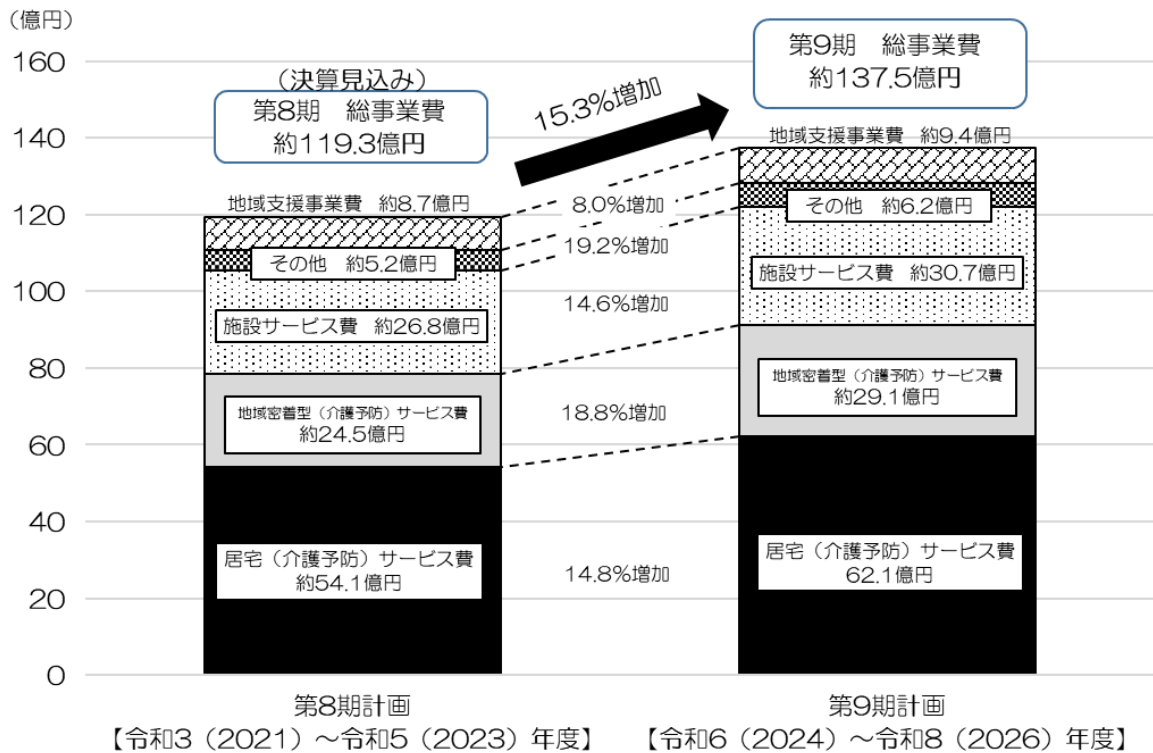 （億円）
160
140
120
100
80
60
40
20
0
（決算見込み）
第8期　総事業費
約119.3億円
地域支援事業費　約8.7億円
その他　約5.2億円
施設サービス費　約26.8億円
地域密着型（介護予防）サービス費
約24.5億円
居宅（介護予防）サービス費
約54.1億円
15.3%増加
8.0%増加
19.2%増加
14.6%増加
18.8%増加
14.8%増加
第9期　総事業費
約137.5億円
地域支援事業費　約9.4億円
その他　約6.2億円
施設サービス費　約30.7億円
地域密着型（介護予防）サービス費
約29.1億円
居宅（介護予防）サービス費
62.1億円
第8期計画
【令和3（2021）～令和5（2023）年度】
第9期計画
【令和6（2024）～令和8（2026）年度】